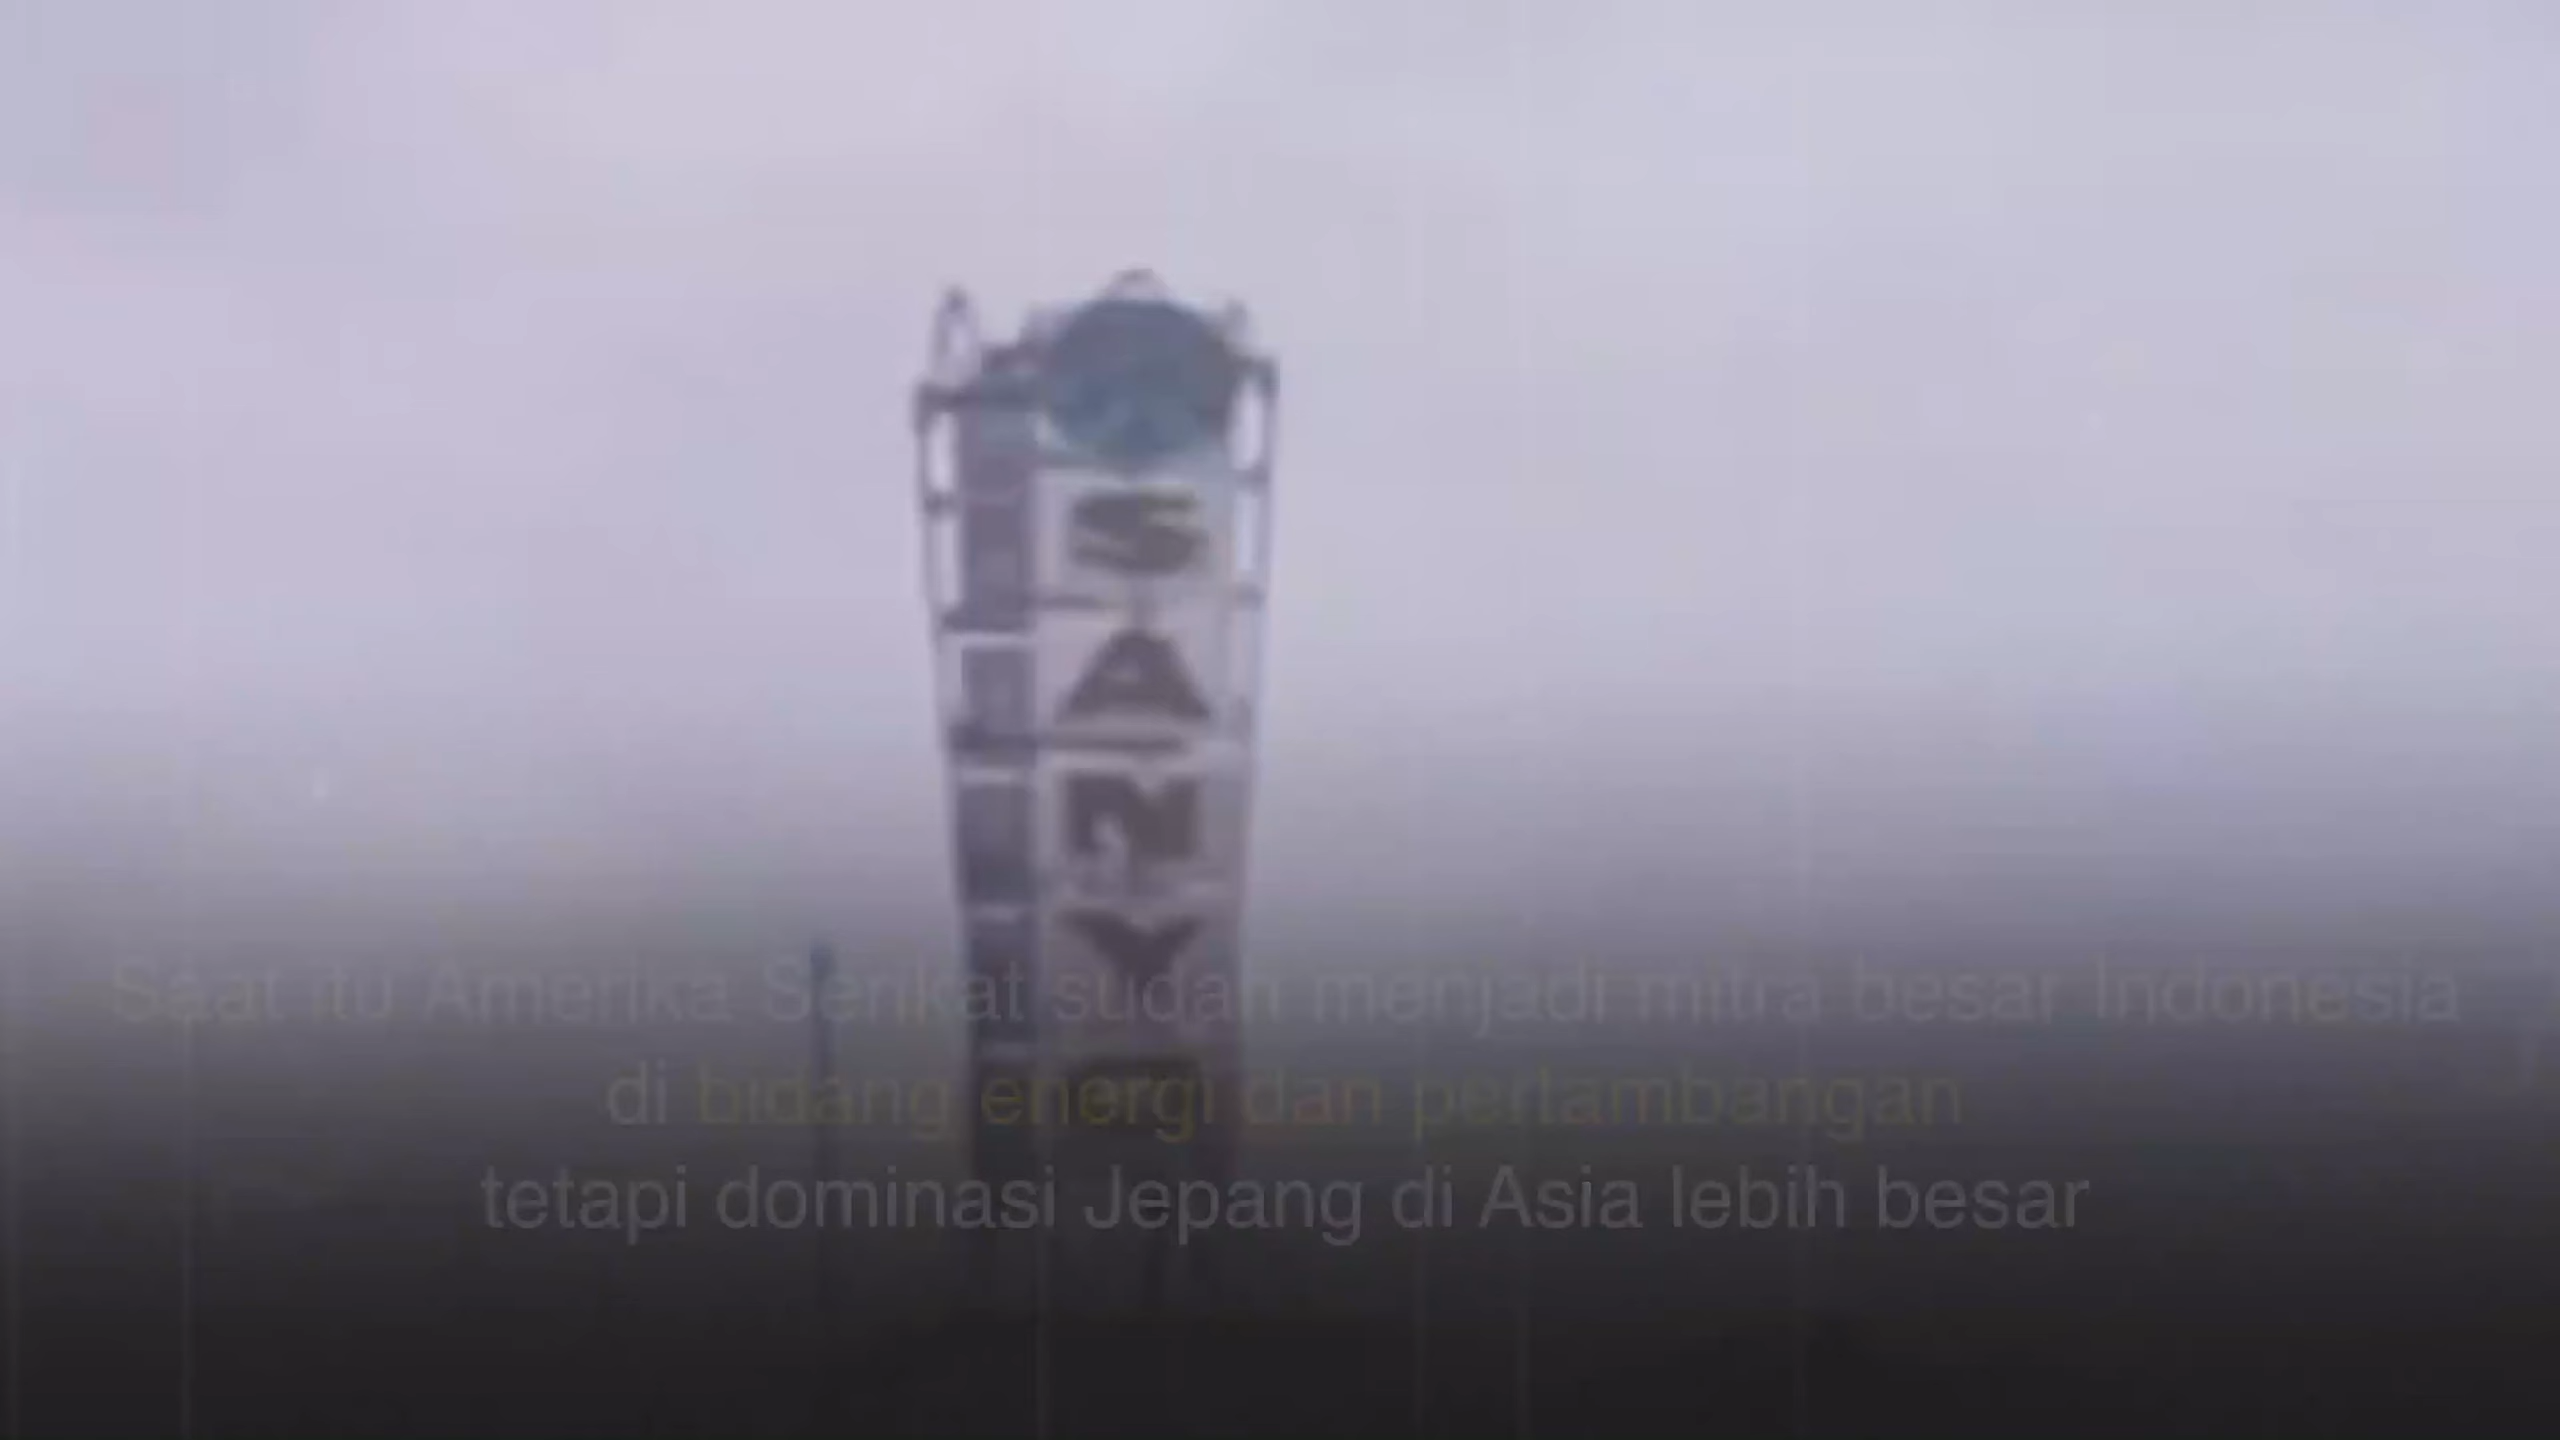 SANY
Saat itu Amerika Serikat sudah menjadi mitra besar Indonesia
di bidang energi dan pertambangan
tetapi dominasi Jepang di Asia lebih besar